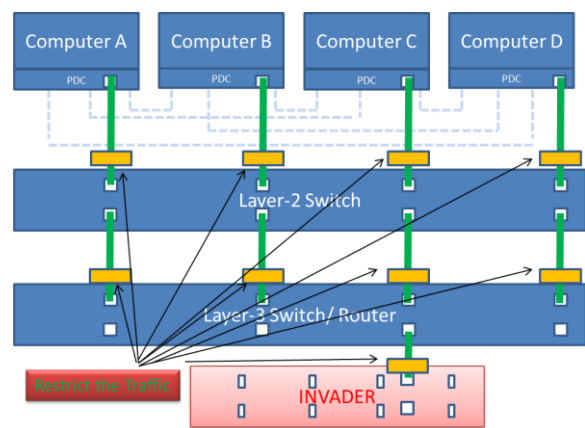 Computer A
Computer B
Computer C
Computer D
PDC
PDC
PDC
PDC
Layer-2 Switch
Layer-3 Switch/ Router
Restrict the Traffic
INVADER